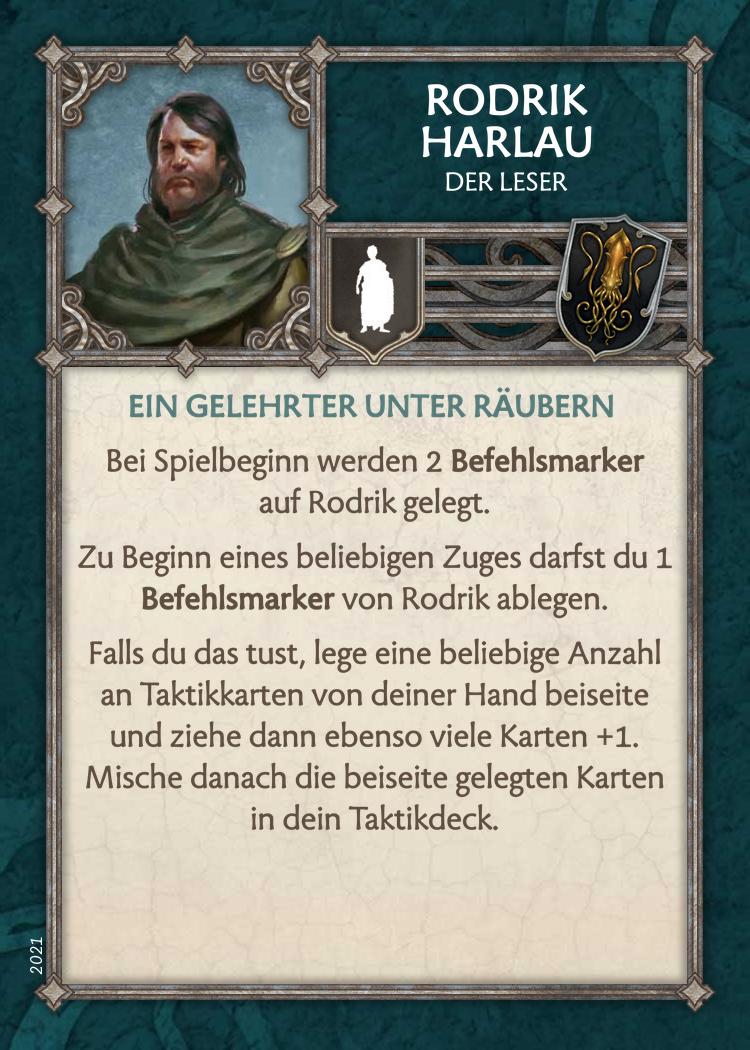 RODRIK
HARLAU
DER LESER
EIN GELEHRTER UNTER RÄUBERN
Bei Spielbeginn werden 2 Befehlsmarker
auf Rodrik gelegt.
Zu Beginn eines beliebigen Zuges darfst du 1
Befehlsmarker von Rodrik ablegen.
Falls du das tust, lege eine beliebige Anzahl
an Taktikkarten von deiner Hand beiseite
und ziehe dann ebenso viele Karten +1.
Mische danach die beiseite gelegten Karten
in dein Taktikdeck.
2021